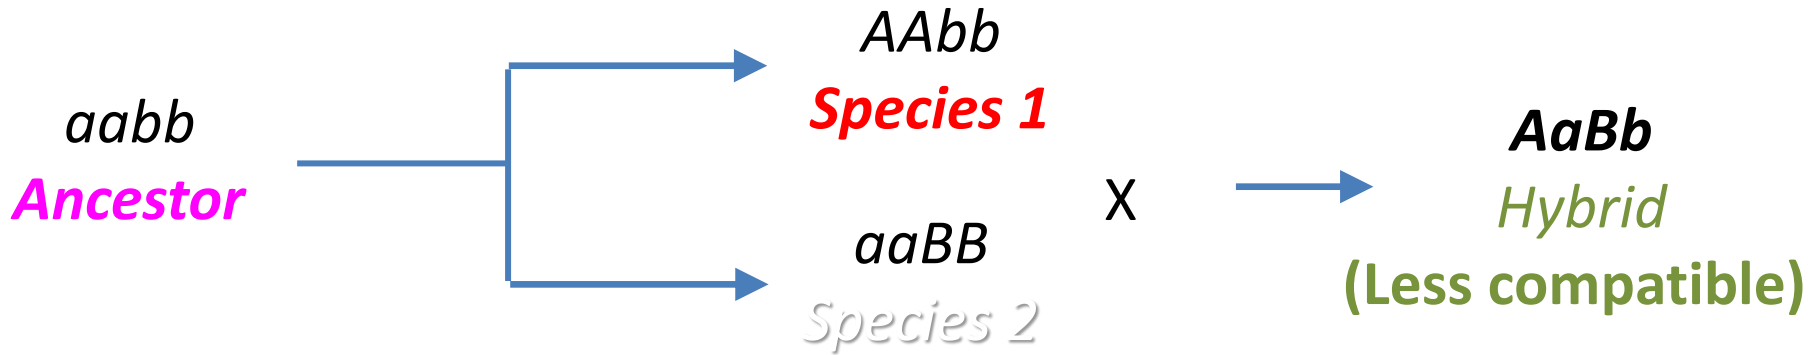 aabb
Ancestor
AAbb
Species 1
X
aaBB
Species 2
AaBb
Hybrid
(Less compatible)